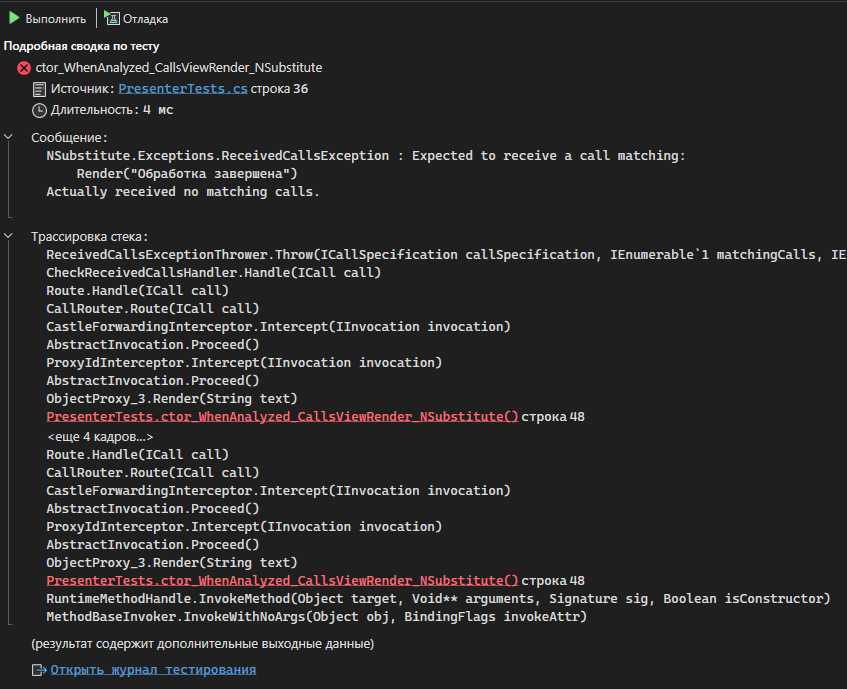 Выполнить Отладка
Подробная сводка по тесту
ctor_WhenAnalyzed_CallsViewRender_NSubstitute
Источник: PresenterTests.cs строка 36
Длительность: 4 мс
Сообщение:
NSubstitute.Exceptions.ReceivedCallsException : Expected to receive a call matching:
Render("Обработка завершена")
Actually received no matching calls.
Трассировка стека:
ReceivedCallsExceptionThrower.Throw(ICallSpecification callSpecification, IEnumerable`1 matchingCalls, IE
CheckReceivedCallsHandler.Handle(ICall call)
Route.Handle(ICall call)
CallRouter.Route(ICall call)
CastleForwardingInterceptor.Intercept(IInvocation invocation)
AbstractInvocation.Proceed()
ProxyIdInterceptor.Intercept(IInvocation invocation)
AbstractInvocation.Proceed()
ObjectProxy_3.Render(String text)
PresenterTests.ctor_WhenAnalyzed_CallsViewRender_NSubstitute() строка 48
<еще 4 кадров...>
Route.Handle(ICall call)
CallRouter.Route(ICall call)
CastleForwardingInterceptor.Intercept(IInvocation invocation)
AbstractInvocation.Proceed()
ProxyIdInterceptor.Intercept(IInvocation invocation)
AbstractInvocation.Proceed()
ObjectProxy_3.Render(String text)
PresenterTests.ctor_WhenAnalyzed_CallsViewRender_NSubstitute() строка 48
RuntimeMethodHandle.InvokeMethod(Object target, Void** arguments, Signature sig, Boolean isConstructor)
MethodBaseInvoker.InvokeWithNoArgs(Object obj, BindingFlags invokeAttr)
(результат содержит дополнительные выходные данные)
Открыть журнал тестирования